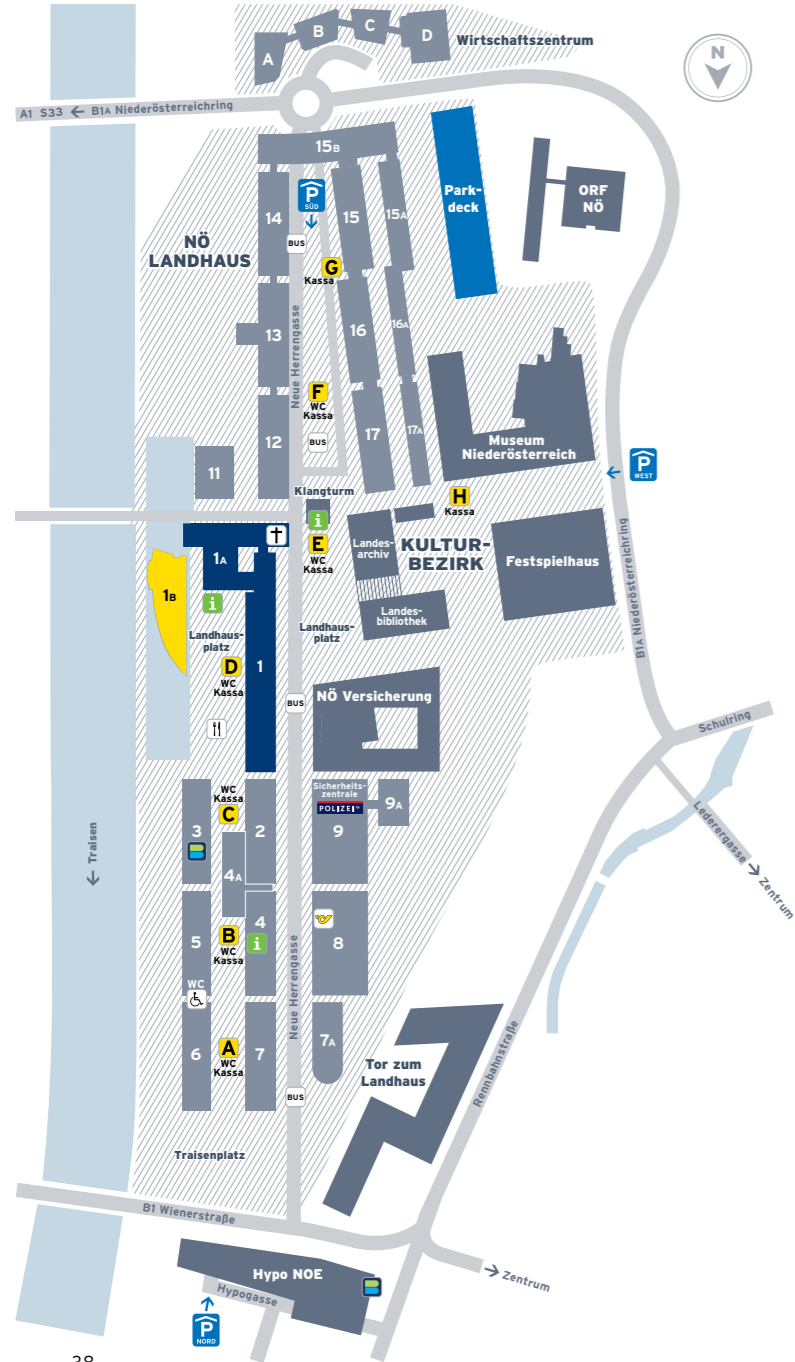 A
B
C
D
Wirtschaftszentrum
N
A1 S33 ← B1A Niederösterreichring
15B
P
SÜD
14
15
15A
Park-
deck
ORF
NÖ
NÖ
LANDHAUS
BUS
G
Kassa
13
16
16A
Neue Herrengasse
F
WC
Kassa
12
BUS
17
17A
Museum
Niederösterreich
11
P
WEST
Klangturm
i
H
Kassa
1A
E
WC
Kassa
Landes-
archiv
KULTUR-
BEZIRK
Festspielhaus
1B
i
Landes-
bibliothek
Landhaus-
platz
Landhaus-
platz
B1A Niederösterreichring
D
WC
Kassa
1
BUS
NÖ Versicherung
Schulring
WC
Kassa
C
Sicherheits-
zentrale
POLIZEI
9A
3
2
9
Lederergasse
→ Zentrum
← Traisen
4A
5
B
WC
Kassa
4
i
8
Neue Herrengasse
WC
6
A
WC
Kassa
7
7A
BUS
Tor zum
Landhaus
Rennbahnstraße
Traisenplatz
B1 Wienerstraße
Hypo NOE
→ Zentrum
Hypogasse
P
NORD
38